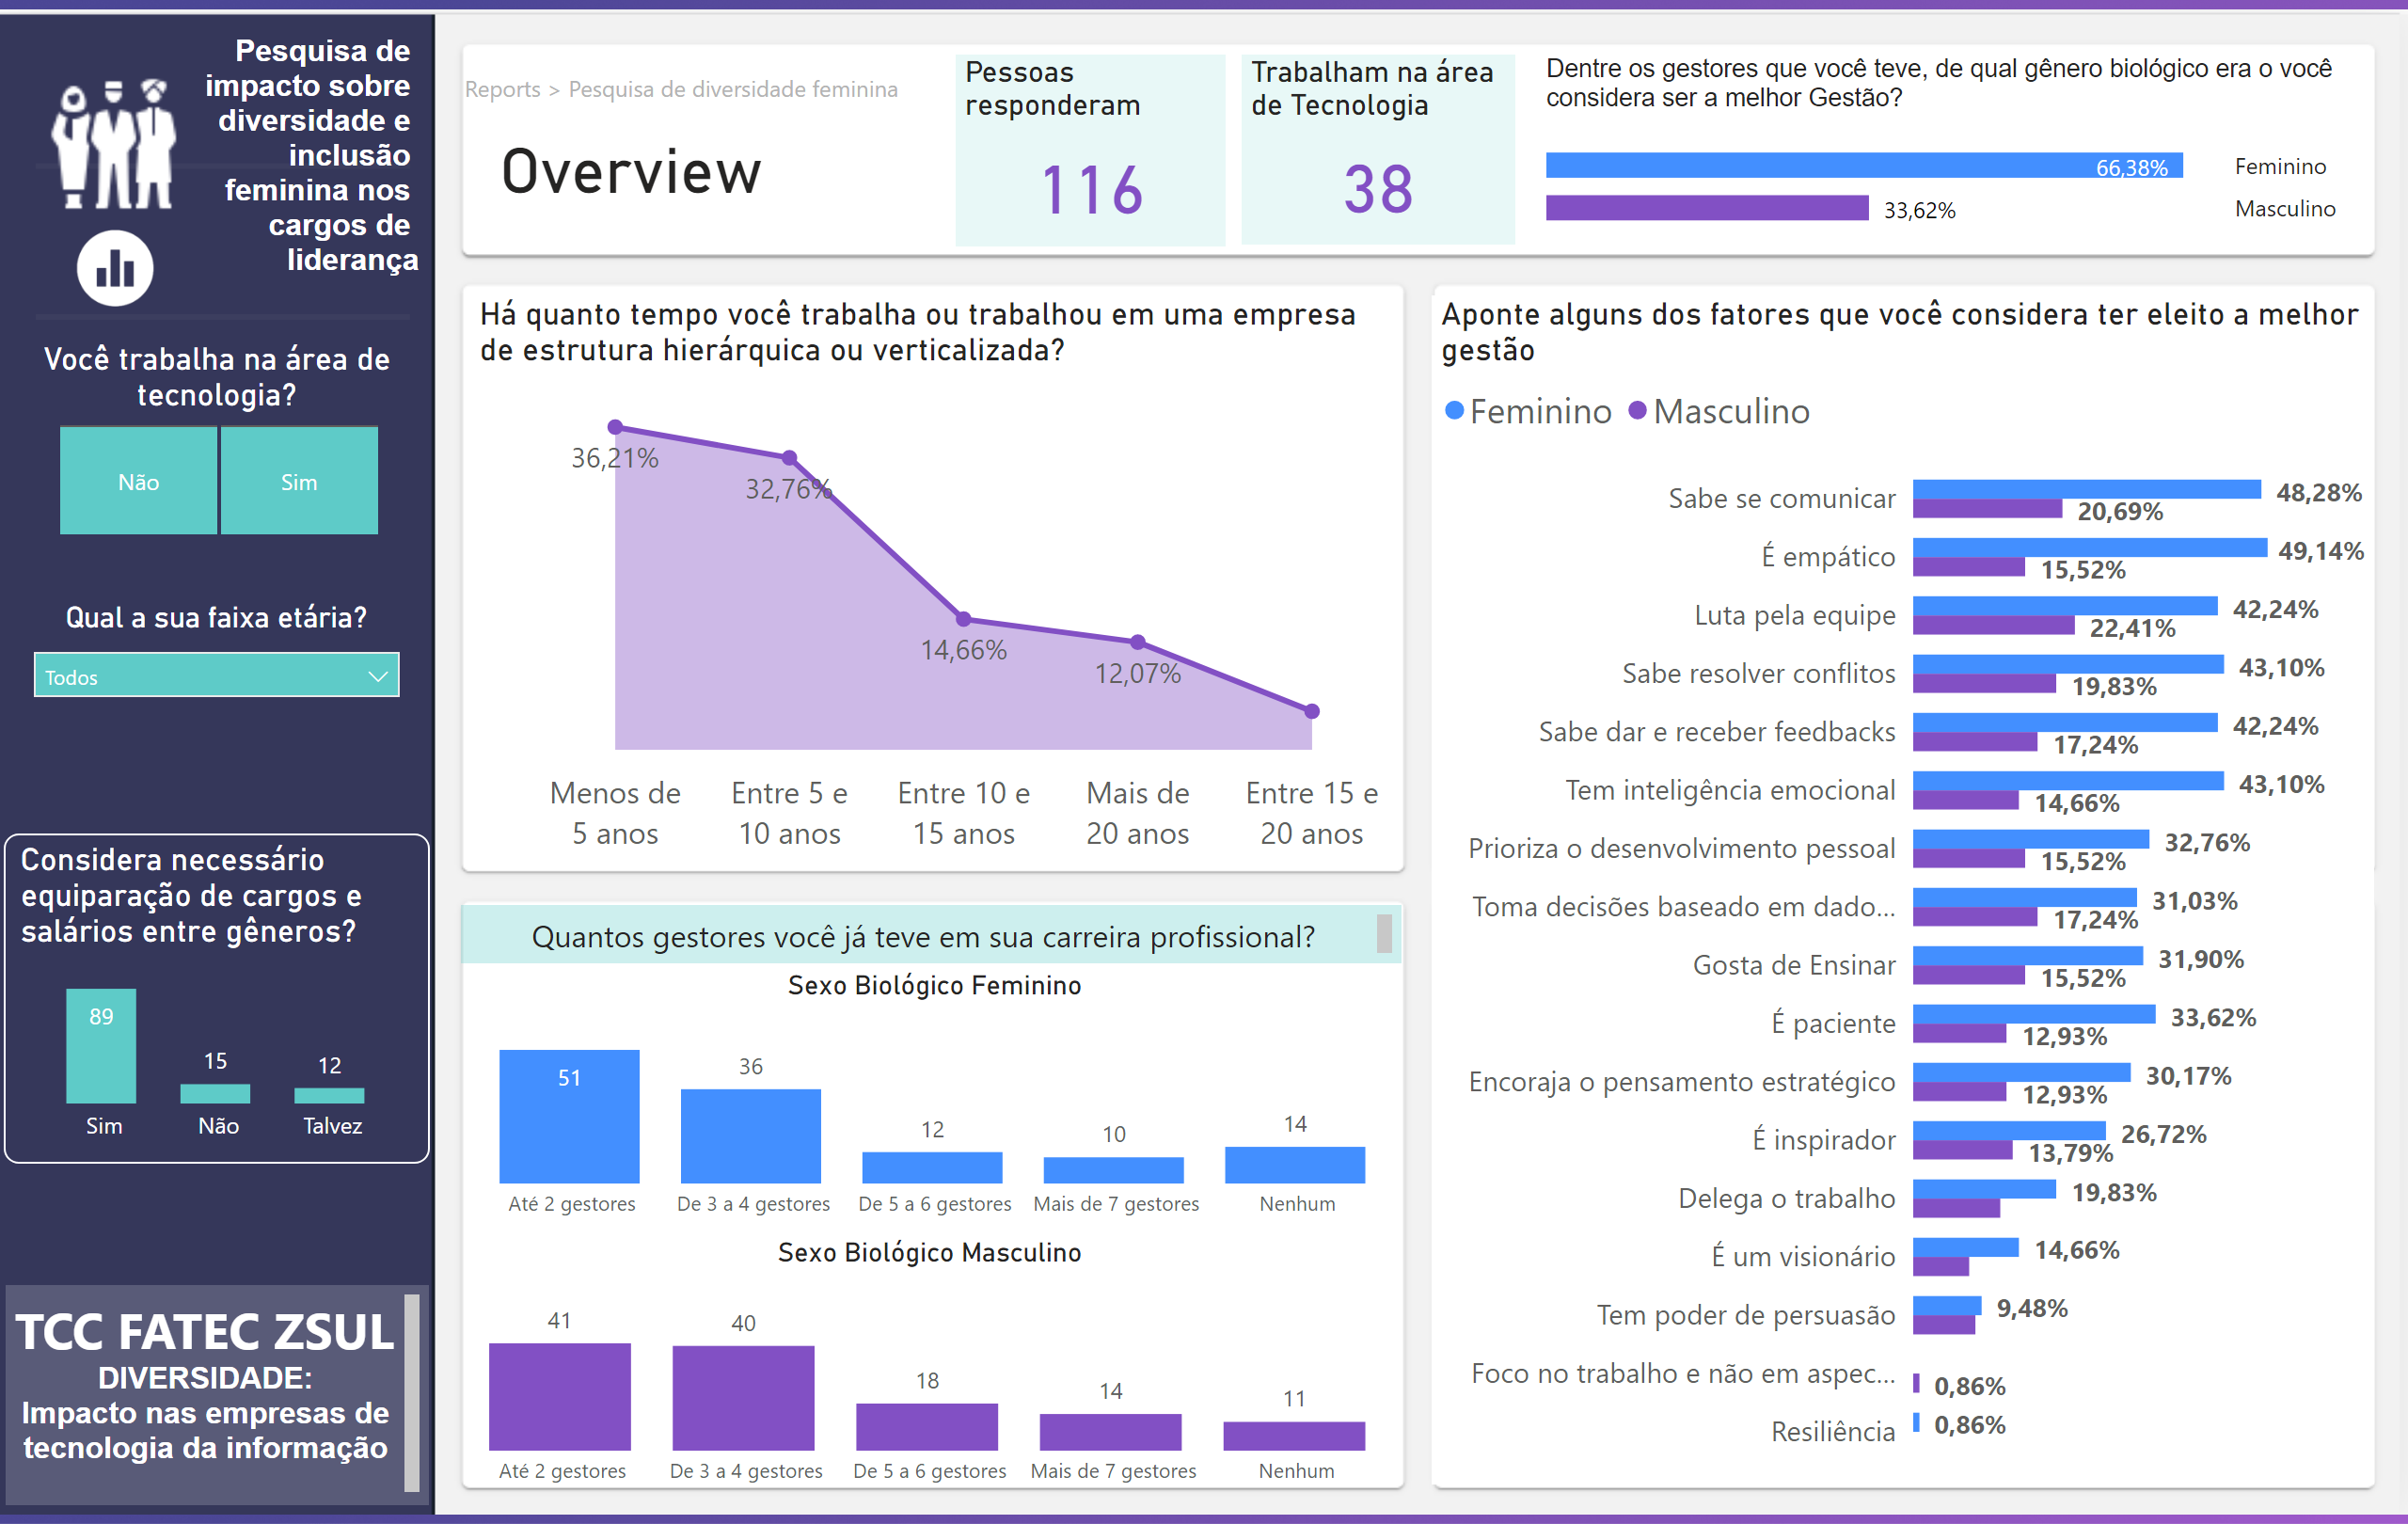 Pesquisa de
impacto sobre
diversidade e
inclusão
feminina nos
cargos de
liderança
Você trabalha na área de
tecnologia?
Não
Sim
Qual a sua faixa etária?
Todos
Considera necessário
equiparação de cargos e
salários entre gêneros?
89
15
12
Sim
Não
Talvez
TCC FATEC ZSUL
DIVERSIDADE:
Impacto nas empresas de
tecnologia da informação
Reports > Pesquisa de diversidade feminina
Overview
Pessoas
responderam
116
Trabalham na área
de Tecnologia
38
Dentre os gestores que você teve, de qual gênero biológico era o você
considera ser a melhor Gestão?
66,38%
Feminino
33,62%
Masculino
Há quanto tempo você trabalha ou trabalhou em uma empresa
de estrutura hierárquica ou verticalizada?
36,21%
32,76%
14,66%
12,07%
Menos de
5 anos
Entre 5 e
10 anos
Entre 10 e
15 anos
Mais de
20 anos
Entre 15 e
20 anos
Quantos gestores você já teve em sua carreira profissional?
Sexo Biológico Feminino
51
36
12
10
14
Até 2 gestores
De 3 a 4 gestores
De 5 a 6 gestores
Mais de 7 gestores
Nenhum
Sexo Biológico Masculino
41
40
18
14
11
Até 2 gestores
De 3 a 4 gestores
De 5 a 6 gestores
Mais de 7 gestores
Nenhum
Aponte alguns dos fatores que você considera ter eleito a melhor
gestão
Feminino
Masculino
Sabe se comunicar
48,28%
20,69%
É empático
49,14%
15,52%
Luta pela equipe
42,24%
22,41%
Sabe resolver conflitos
43,10%
19,83%
Sabe dar e receber feedbacks
42,24%
17,24%
Tem inteligência emocional
43,10%
14,66%
Prioriza o desenvolvimento pessoal
32,76%
15,52%
Toma decisões baseado em dado...
31,03%
17,24%
Gosta de Ensinar
31,90%
15,52%
É paciente
33,62%
12,93%
Encoraja o pensamento estratégico
30,17%
12,93%
É inspirador
26,72%
13,79%
Delega o trabalho
19,83%
É um visionário
14,66%
Tem poder de persuasão
9,48%
Foco no trabalho e não em aspec...
0,86%
Resiliência
0,86%